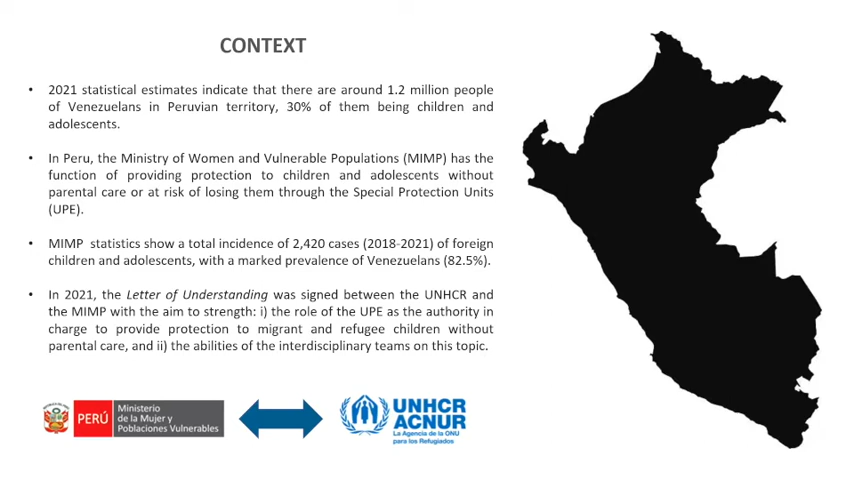 CONTEXT
• 2021 statistical estimates indicate that there are around 1.2 million people
of Venezuelans in Peruvian territory, 30% of them being children and
adolescents.
• In Peru, the Ministry of Women and Vulnerable Populations (MIMP) has the
function of providing protection to children and adolescents without
parental care or at risk of losing them through the Special Protection Units
(UPE).
• MIMP statistics show a total incidence of 2,420 cases (2018-2021) of foreign
children and adolescents, with a marked prevalence of Venezuelans (82.5%).
• In 2021, the Letter of Understanding was signed between the UNHCR and
the MIMP with the aim to strength: i) the role of the UPE as the authority in
charge to provide protection to migrant and refugee children without
parental care, and ii) the abilities of the interdisciplinary teams on this topic.
PERÚ
Ministerio
de la Mujer y
Poblaciones Vulnerables
UNHCR
ACNUR
La Agencia de la ONU
para los Refugiados